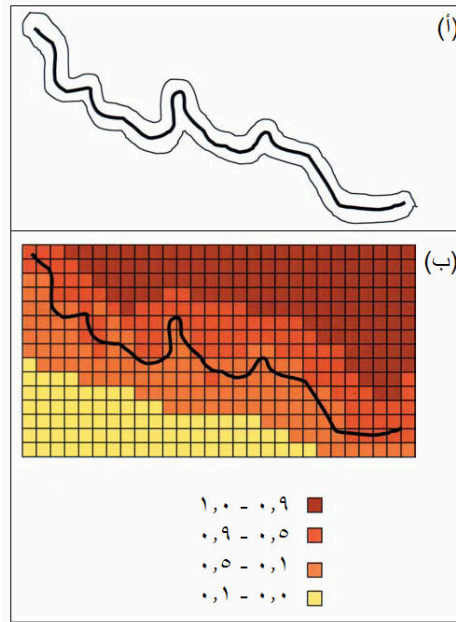 (أ)
(ب)
١,٠ - ٠,٩
٠,٩ - ٠,٥
٠,٥ - ٠,١
٠,١ - ٠,٠